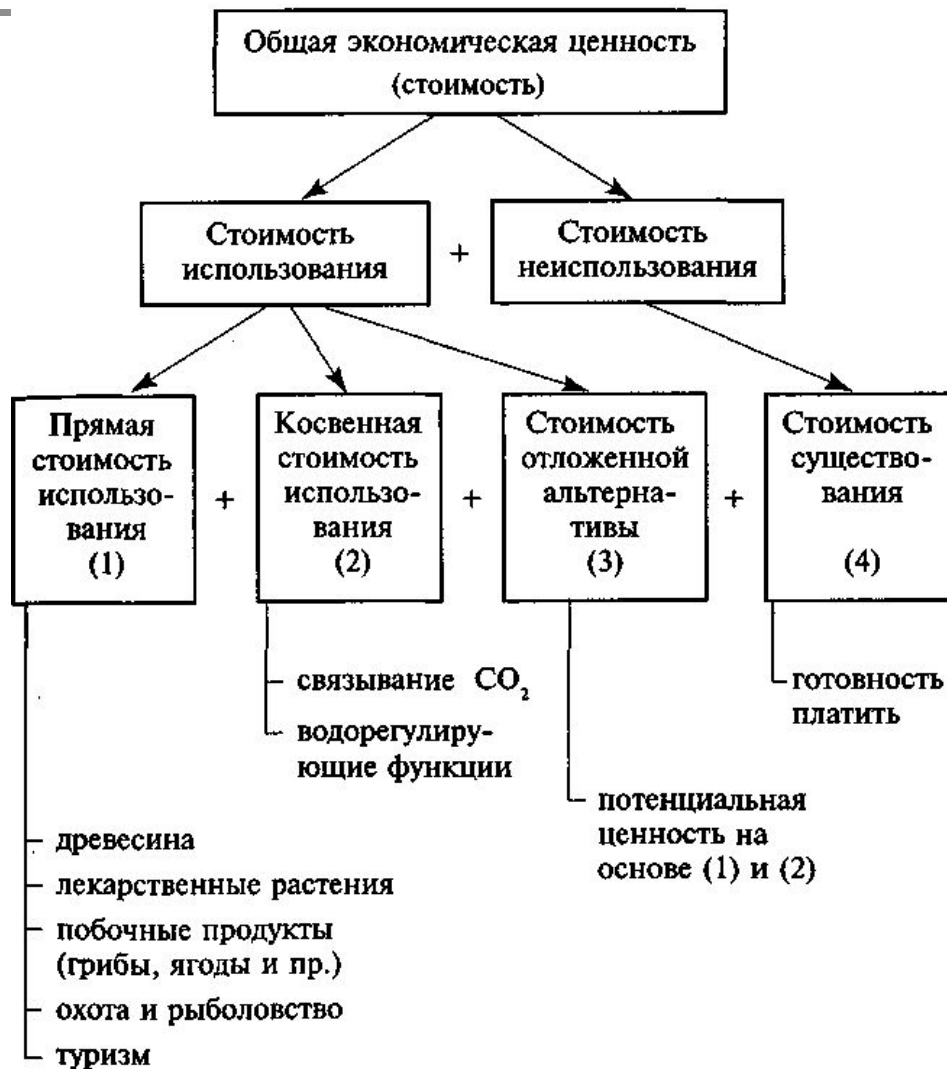 Общая экономическая ценность
(стоимость)
Стоимость
использования
+
Стоимость
неиспользования
Прямая
стоимость
использо-
вания
(1)
+
Косвенная
стоимость
использо-
вания
(2)
+
Стоимость
отложенной
альтерна-
тивы
(3)
+
Стоимость
существо-
вания
(4)
связывание CO₂
водорегулирую-
ющие функции
готовность
платить
потенциальная
ценность на
основе (1) и (2)
древесина
лекарственные растения
побочные продукты
(грибы, ягоды и пр.)
охота и рыболовство
туризм